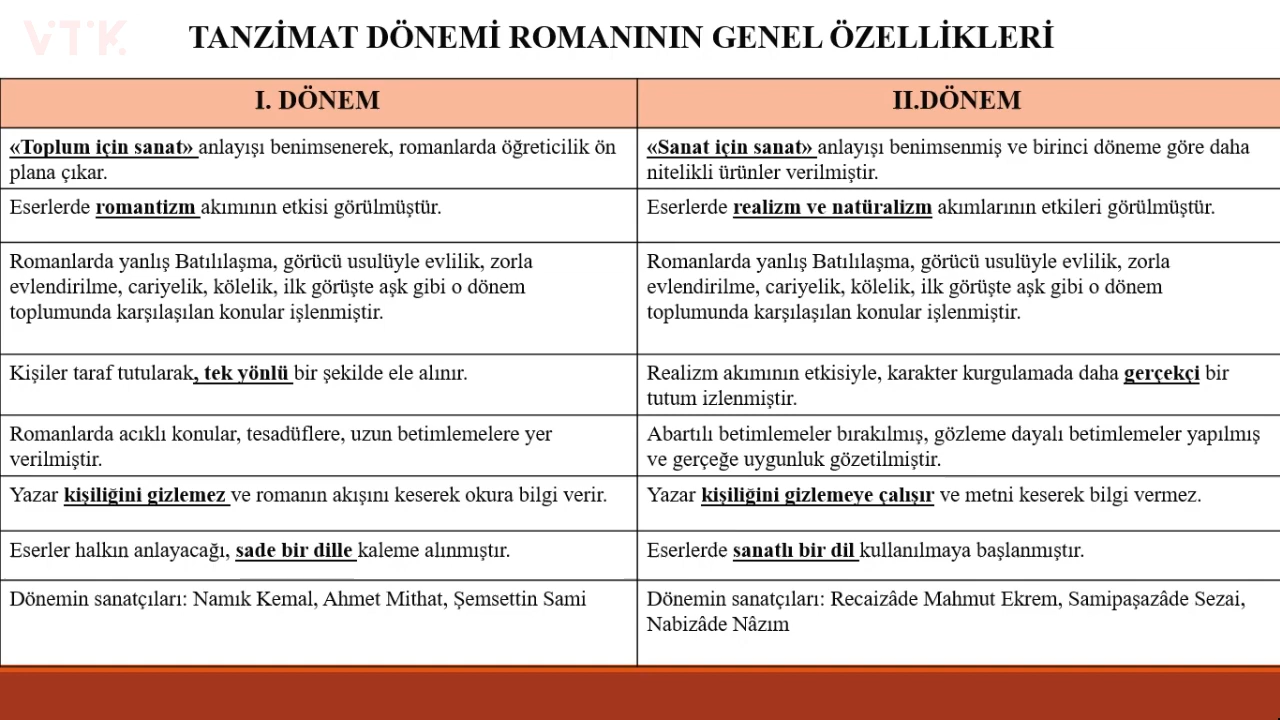 VİTK.
TANZİMAT DÖNEMİ ROMANININ GENEL ÖZELLİKLERİ
I. DÖNEM
II.DÖNEM
«Toplum için sanat» anlayışı benimsenerek, romanlarda öğreticilik ön
plana çıkar.
«Sanat için sanat» anlayışı benimsenmiş ve birinci döneme göre daha
nitelikli ürünler verilmiştir.
Eserlerde romantizm akımının etkisi görülmüştür.
Eserlerde realizm ve natüralizm akımlarının etkileri görülmüştür.
Romanlarda yanlış Batılılaşma, görücü usulüyle evlilik, zorla
evlendirilme, cariyelik, kölelik, ilk görüşte aşk gibi o dönem
toplumunda karşılaşılan konular işlenmiştir.
Romanlarda yanlış Batılılaşma, görücü usulüyle evlilik, zorla
evlendirilme, cariyelik, kölelik, ilk görüşte aşk gibi o dönem
toplumunda karşılaşılan konular işlenmiştir.
Kişiler taraf tutularak, tek yönlü bir şekilde ele alınır.
Realizm akımının etkisiyle, karakter kurgulamada daha gerçekçi bir
tutum izlenmiştir.
Romanlarda acıklı konular, tesadüflere, uzun betimlemelere yer
verilmiştir.
Abartılı betimlemeler bırakılmış, gözleme dayalı betimlemeler yapılmış
ve gerçeğe uygunluk gözetilmiştir.
Yazar kişiliğini gizlemez ve romanın akışını keserek okura bilgi verir.
Yazar kişiliğini gizlemeye çalışır ve metni keserek bilgi vermez.
Eserler halkın anlayacağı, sade bir dille kaleme alınmıştır.
Eserlerde sanatlı bir dil kullanılmaya başlanmıştır.
Dönemin sanatçıları: Namık Kemal, Ahmet Mithat, Şemsettin Sami
Dönemin sanatçıları: Recaizâde Mahmut Ekrem, Samipaşazâde Sezai,
Nabizâde Nâzım